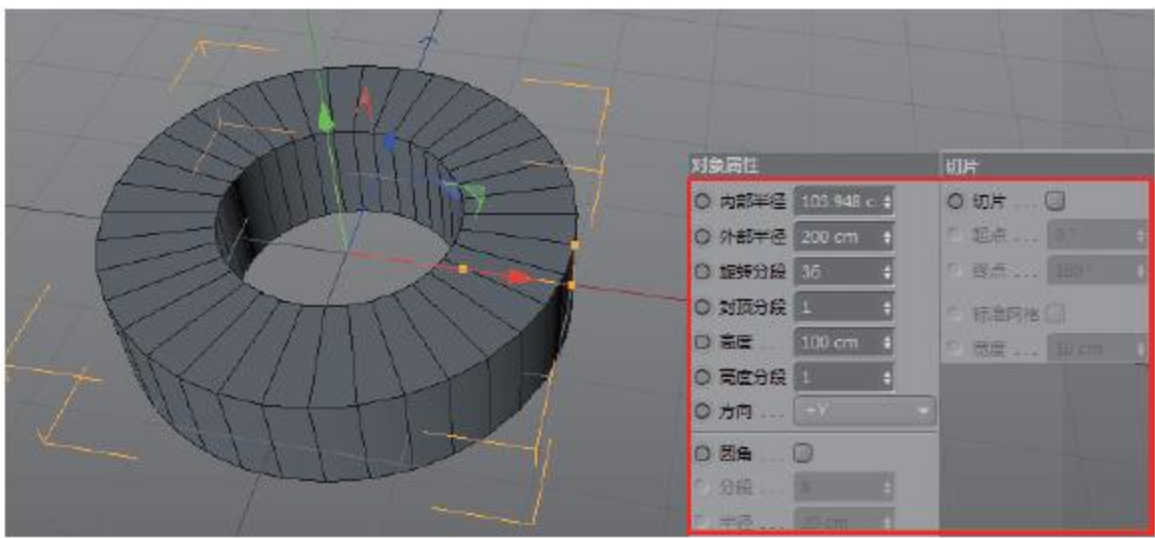 对象属性
内部半径 103.948 c
外部半径 200 cm
旋转分段 36
封顶分段 1
高度 .... 100 cm
高度分段 1
方向 .... +Y
圆角 ....
分段 ....
半径 ....
切片
切片 ....
起点 ....
终点 .... 180°
标准网格
宽度 .... 10 cm